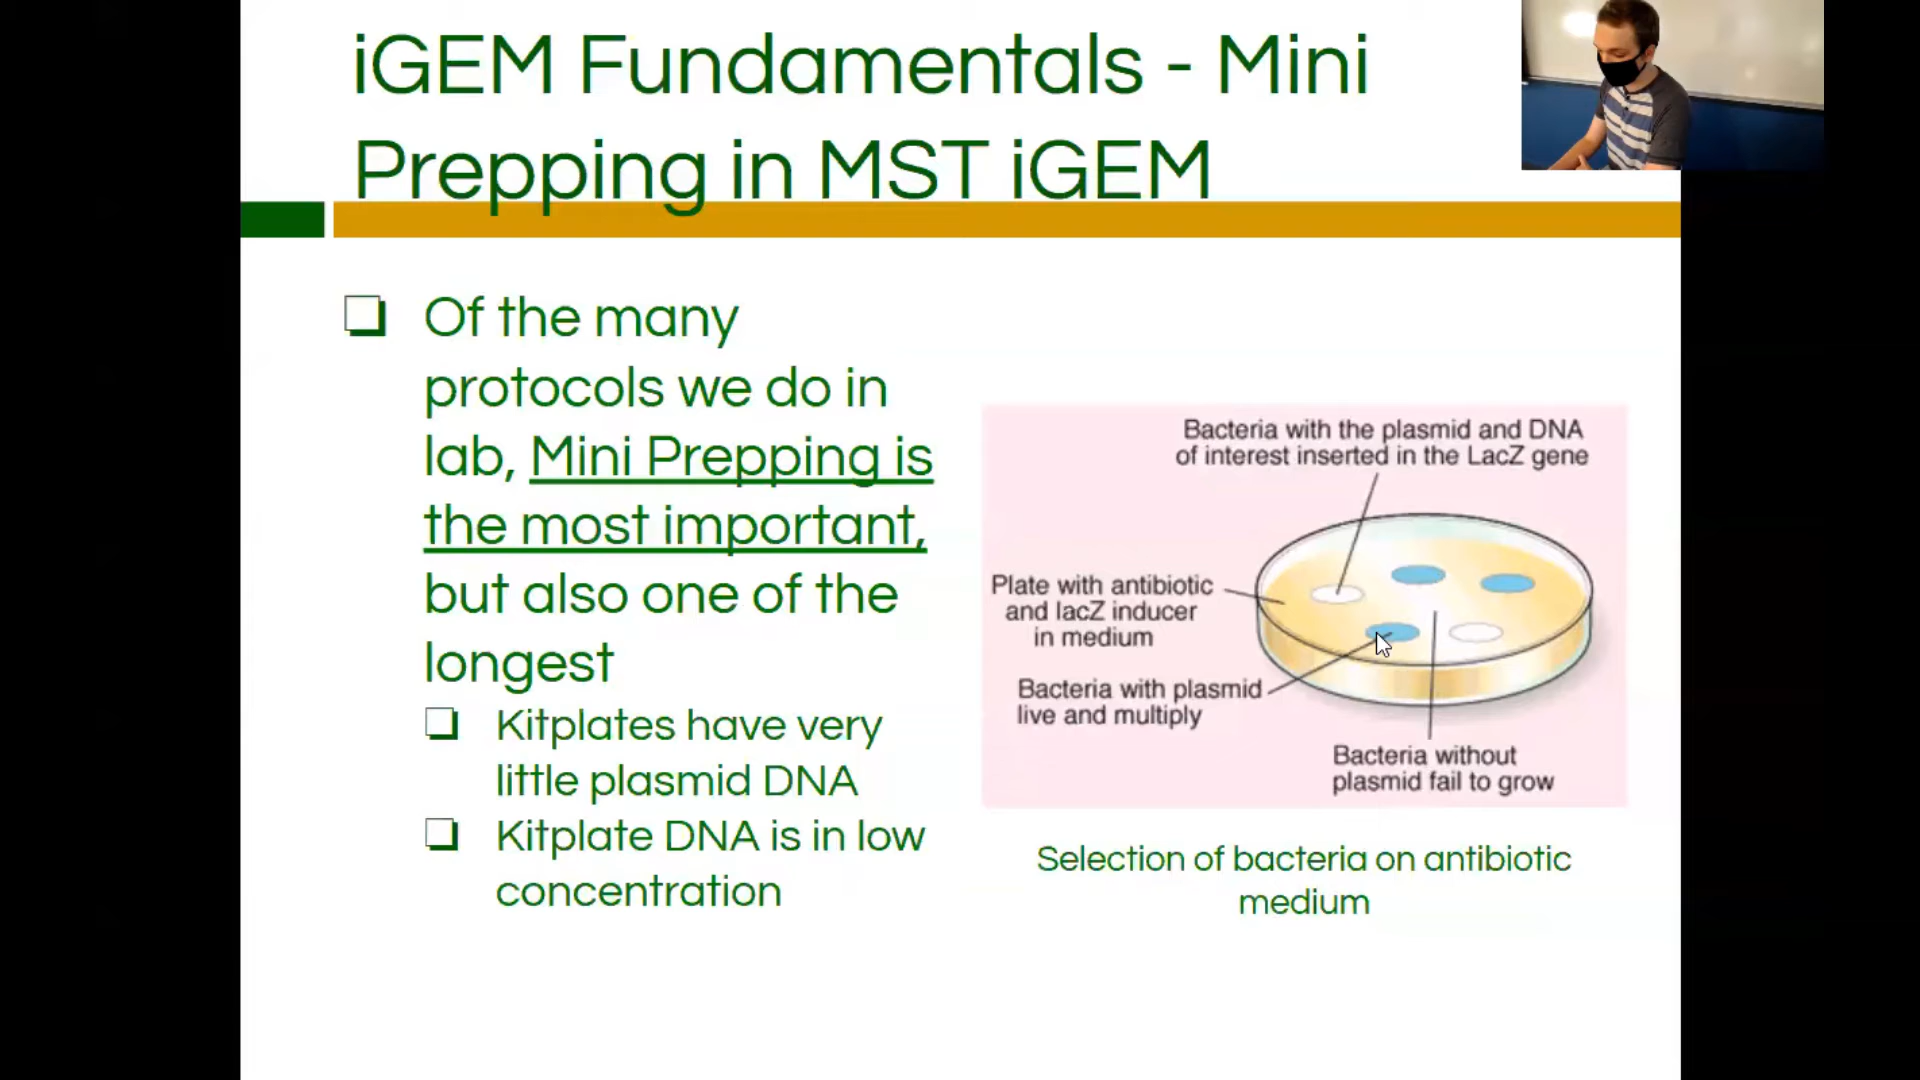 iGEM Fundamentals - Mini
Prepping in MST iGEM
Of the many
protocols we do in
lab, Mini Prepping is
the most important,
but also one of the
longest
Kitplates have very
little plasmid DNA
Kitplate DNA is in low
concentration
Bacteria with the plasmid and DNA
of interest inserted in the LacZ gene
Plate with antibiotic
and lacZ inducer
in medium
Bacteria with plasmid
live and multiply
Bacteria without
plasmid fail to grow
Selection of bacteria on antibiotic
medium